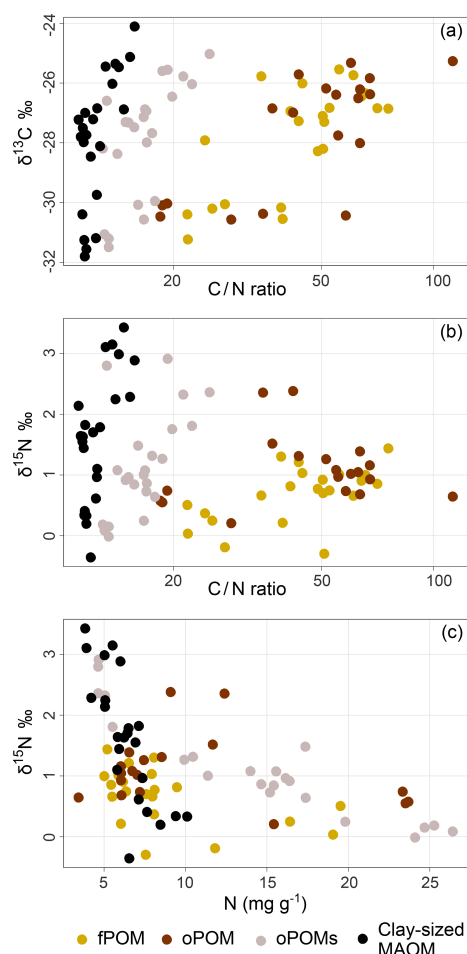 (a)
-24
-26
-28
-30
-32
δ¹³C ‰
20 50 100
C/N ratio
(b)
3
2
1
0
δ¹⁵N ‰
20 50 100
C/N ratio
(c)
3
2
1
0
δ¹⁵N ‰
5 10 15 20 25
N (mg g⁻¹)
fPOM oPOM oPOMs Clay-sized
MAOM